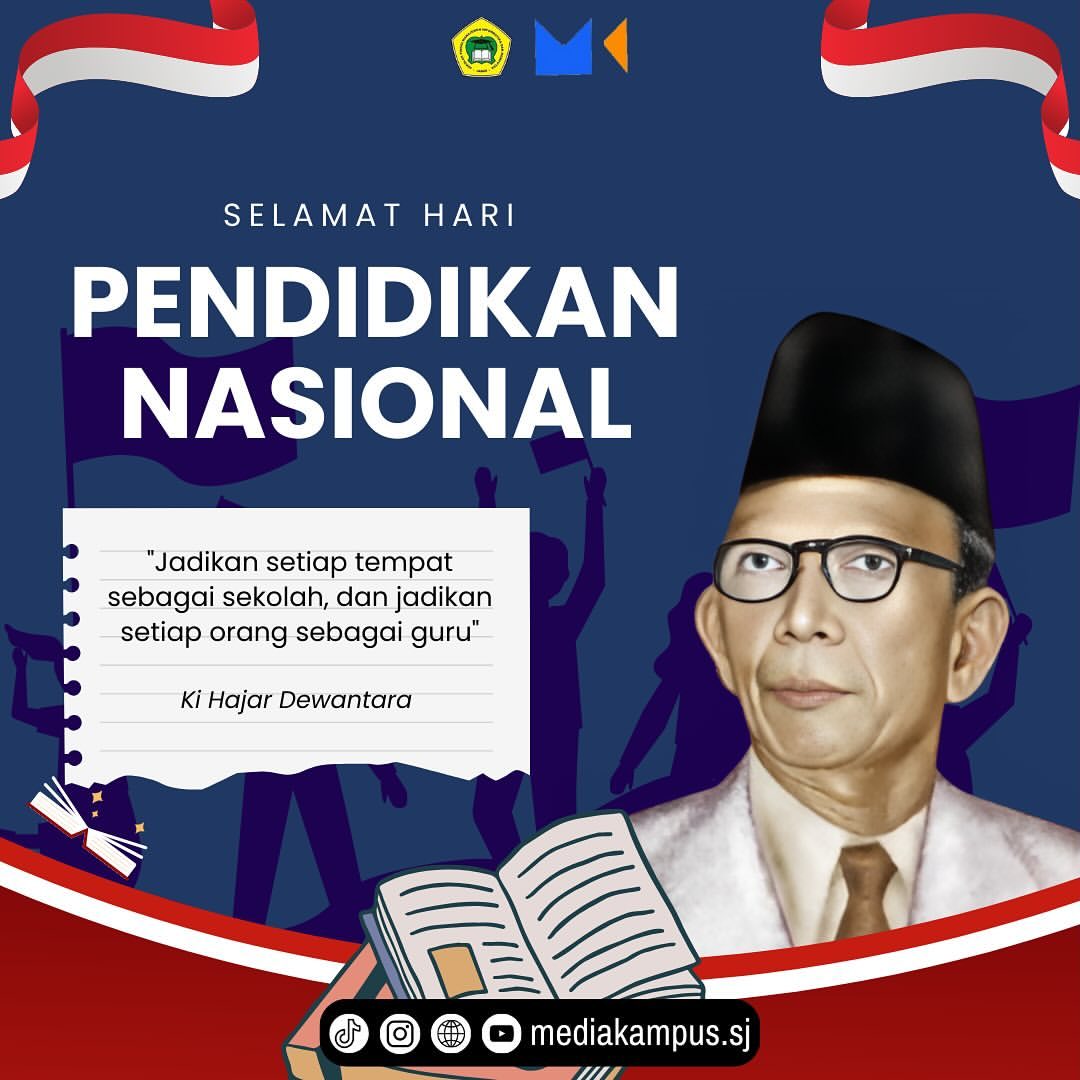 SELAMAT HARI
PENDIDIKAN
NASIONAL
"Jadikan setiap tempat
sebagai sekolah, dan jadikan
setiap orang sebagai guru"
Ki Hajar Dewantara
mediakampus.sj